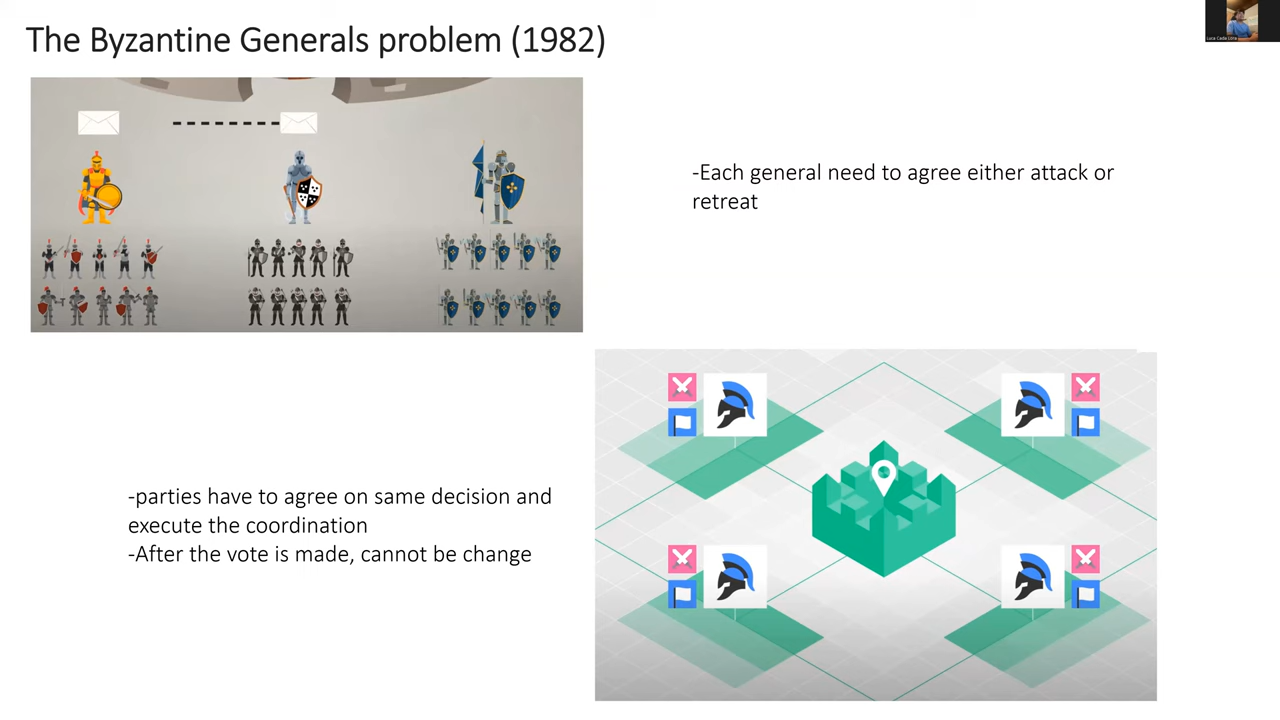 The Byzantine Generals problem (1982)
-Each general need to agree either attack or
retreat
-parties have to agree on same decision and
execute the coordination
-After the vote is made, cannot be change